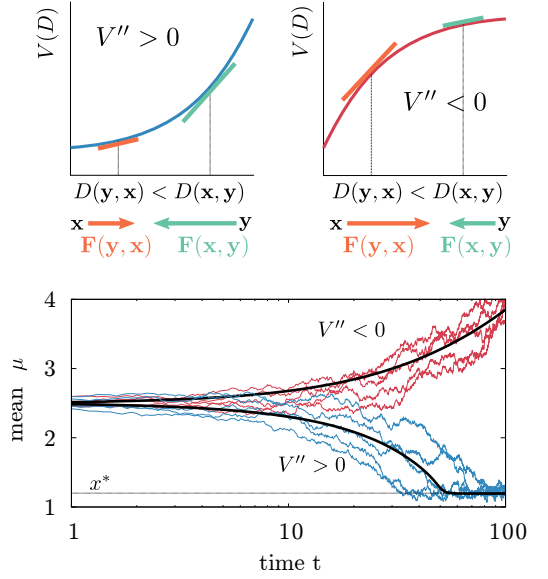 V(D)
V'' > 0
D(y, x) < D(x, y)
x y
F(y, x) F(x, y)
V(D)
V'' < 0
D(y, x) < D(x, y)
x y
F(y, x) F(x, y)
mean μ
4
3
2
1
V'' < 0
V'' > 0
x*
1 10 100
time t